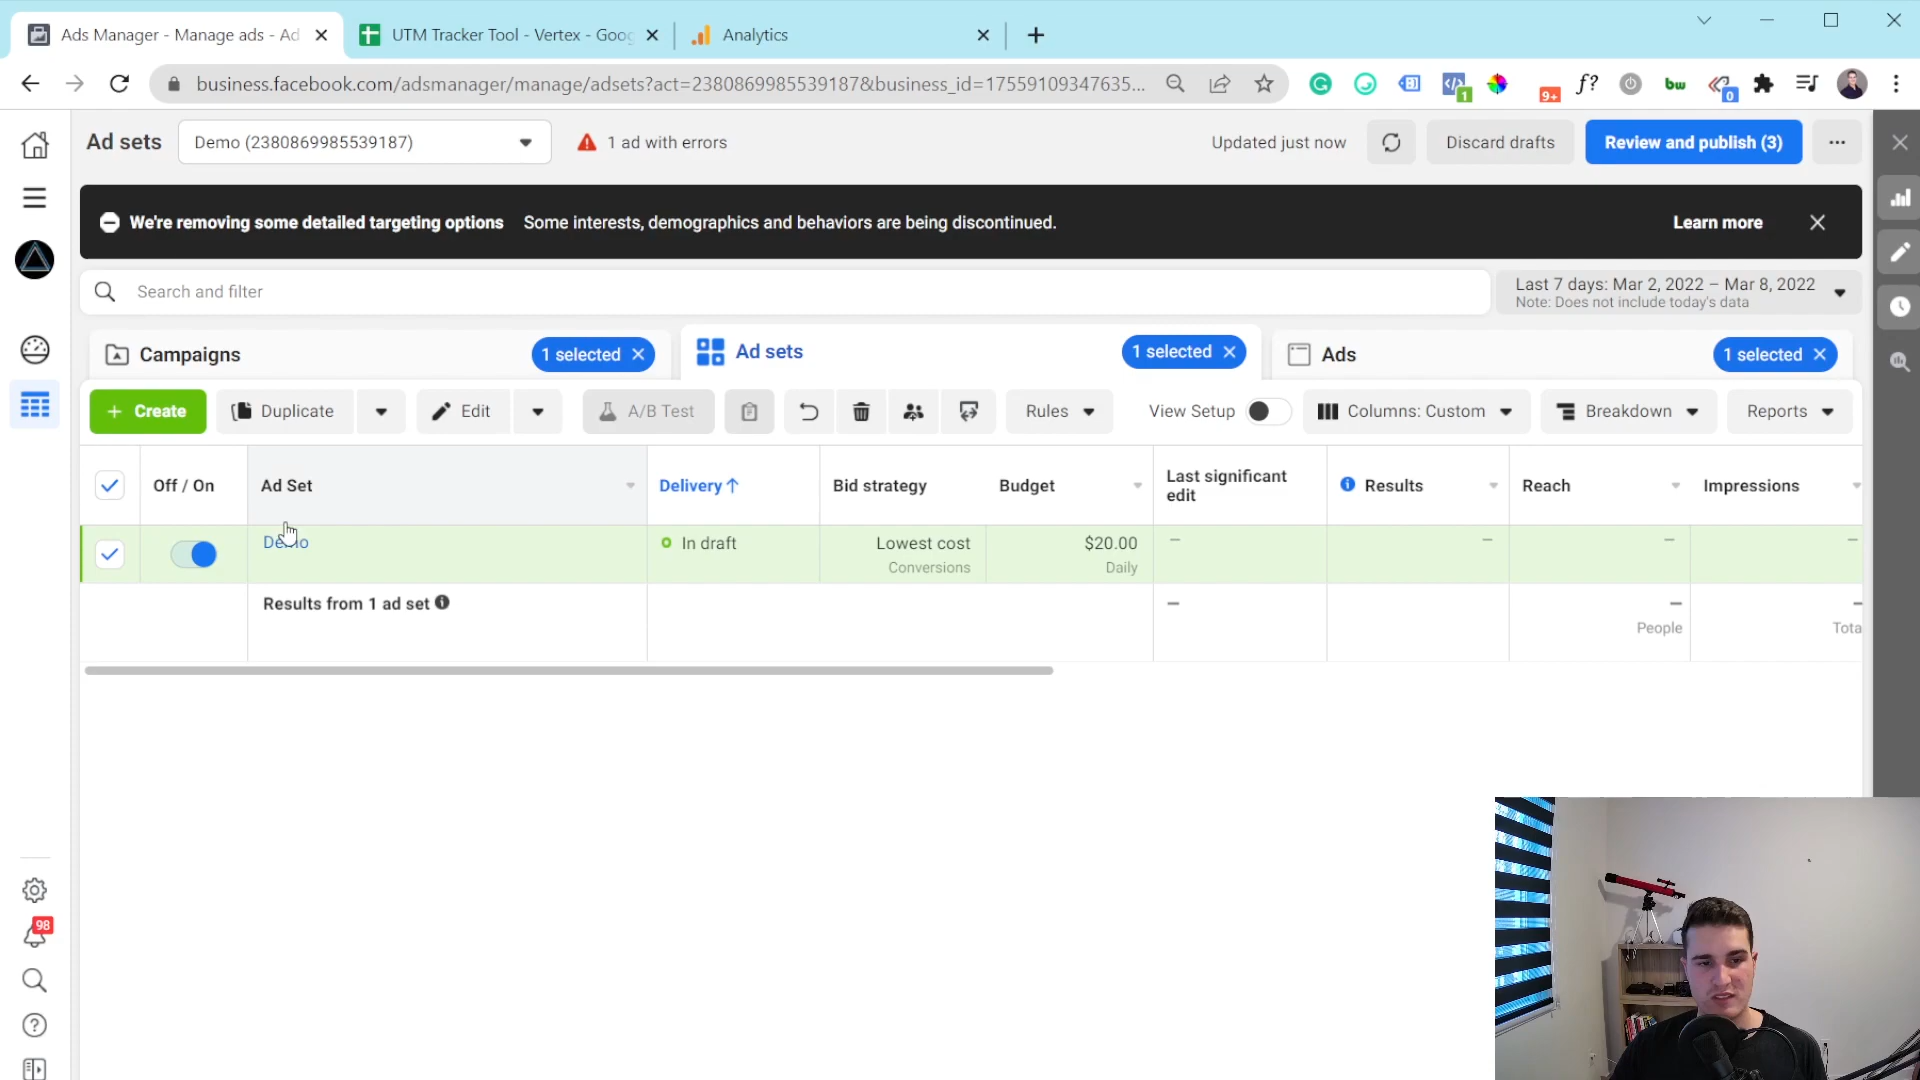 Ads Manager - Manage ads - Ad
UTM Tracker Tool - Vertex - Goog
Analytics
business.facebook.com/adsmanager/manage/adsets?act=2380869985539187&business_id=17559109347635...
1
9+
f?
bw
0
Ad sets
Demo (2380869985539187)
1 ad with errors
Updated just now
Discard drafts
Review and publish (3)
We're removing some detailed targeting options Some interests, demographics and behaviors are being discontinued.
Learn more
Search and filter
Last 7 days: Mar 2, 2022 – Mar 8, 2022
Note: Does not include today's data
Campaigns
1 selected
Ad sets
1 selected
Ads
1 selected
+ Create
Duplicate
Edit
A/B Test
Rules
View Setup
Columns: Custom
Breakdown
Reports
Off / On
Ad Set
Delivery ↑
Bid strategy
Budget
Last significant
edit
Results
Reach
Impressions
Demo
In draft
Lowest cost
Conversions
$20.00
Daily
–
–
–
–
Results from 1 ad set
–
–
People
–
Tota
98